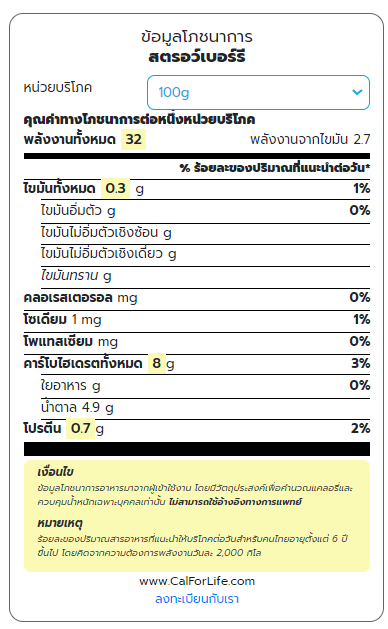 ข้อมูลโภชนาการ
สตรอว์เบอร์รี
หน่วยบริโภค 100g
คุณค่าทางโภชนาการต่อหนึ่งหน่วยบริโภค
พลังงานทั้งหมด 32 พลังงานจากไขมัน 2.7
% ร้อยละของปริมาณที่แนะนำต่อวัน*
ไขมันทั้งหมด 0.3 g 1%
ไขมันอิ่มตัว g 0%
ไขมันไม่อิ่มตัวเชิงซ้อน g
ไขมันไม่อิ่มตัวเชิงเดี่ยว g
ไขมันทราน g
คลอเรสเตอรอล mg 0%
โซเดียม 1 mg 1%
โพแทสเซียม mg 0%
คาร์โบไฮเดรตทั้งหมด 8 g 3%
ใยอาหาร g 0%
น้ำตาล 4.9 g
โปรตีน 0.7 g 2%
เงื่อนไข
ข้อมูลโภชนาการอาหารมาจากผู้เข้าใช้งาน โดยมีวัตถุประสงค์เพื่อคำนวณแคลอรี่และ
ควบคุมน้ำหนักเฉพาะบุคคลเท่านั้น ไม่สามารถใช้อ้างอิงทางการแพทย์
หมายเหตุ
ร้อยละของปริมาณสารอาหารที่แนะนำให้บริโภคต่อวันสำหรับคนไทยอายุตั้งแต่ 6 ปี
ขึ้นไป โดยคิดจากความต้องการพลังงานวันละ 2,000 กิโล
www.CalForLife.com
ลงทะเบียนกับเรา